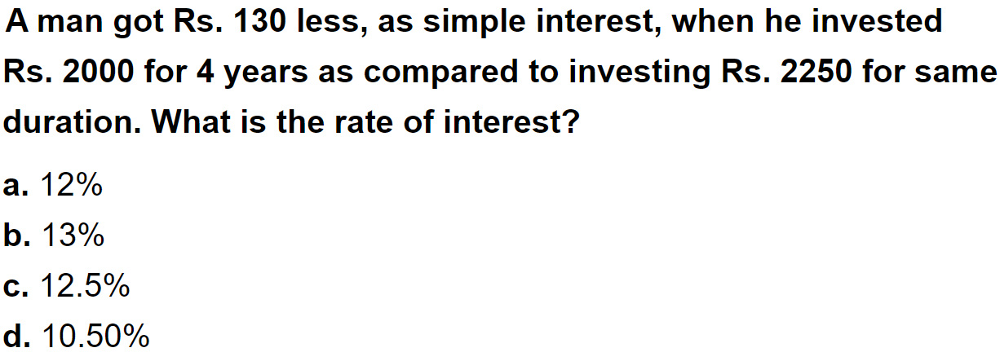 A man got Rs. 130 less, as simple interest, when he invested
Rs. 2000 for 4 years as compared to investing Rs. 2250 for same
duration. What is the rate of interest?
a. 12%
b. 13%
c. 12.5%
d. 10.50%